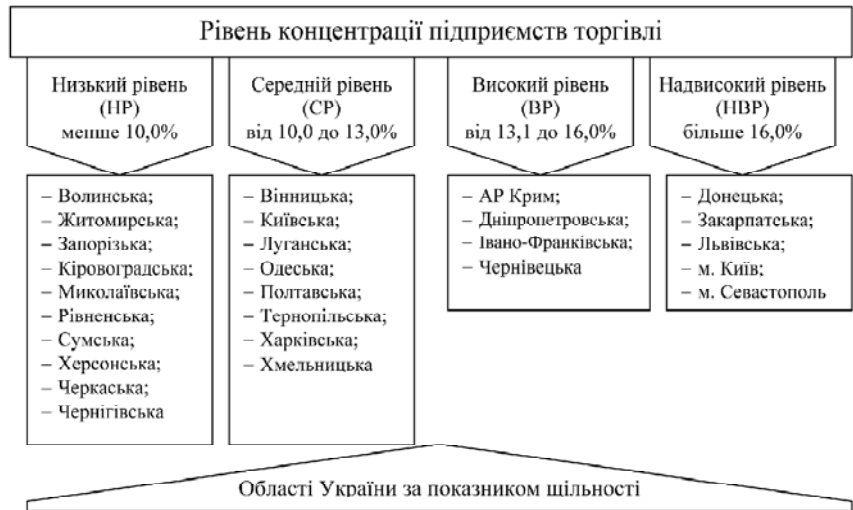 Рівень концентрації підприємств торгівлі
Низький рівень
(НР)
менше 10,0%
Середній рівень
(СР)
від 10,0 до 13,0%
Високий рівень
(ВР)
від 13,1 до 16,0%
Надвисокий рівень
(НВР)
більше 16,0%
– Волинська;
– Житомирська;
– Запорізька;
– Кіровоградська;
– Миколаївська;
– Рівненська;
– Сумська;
– Херсонська;
– Черкаська;
– Чернігівська
– Вінницька;
– Київська;
– Луганська;
– Одеська;
– Полтавська;
– Тернопільська;
– Харківська;
– Хмельницька
– АР Крим;
– Дніпропетровська;
– Івано-Франківська;
– Чернівецька
– Донецька;
– Закарпатська;
– Львівська;
– м. Київ;
– м. Севастополь
Області України за показником щільності